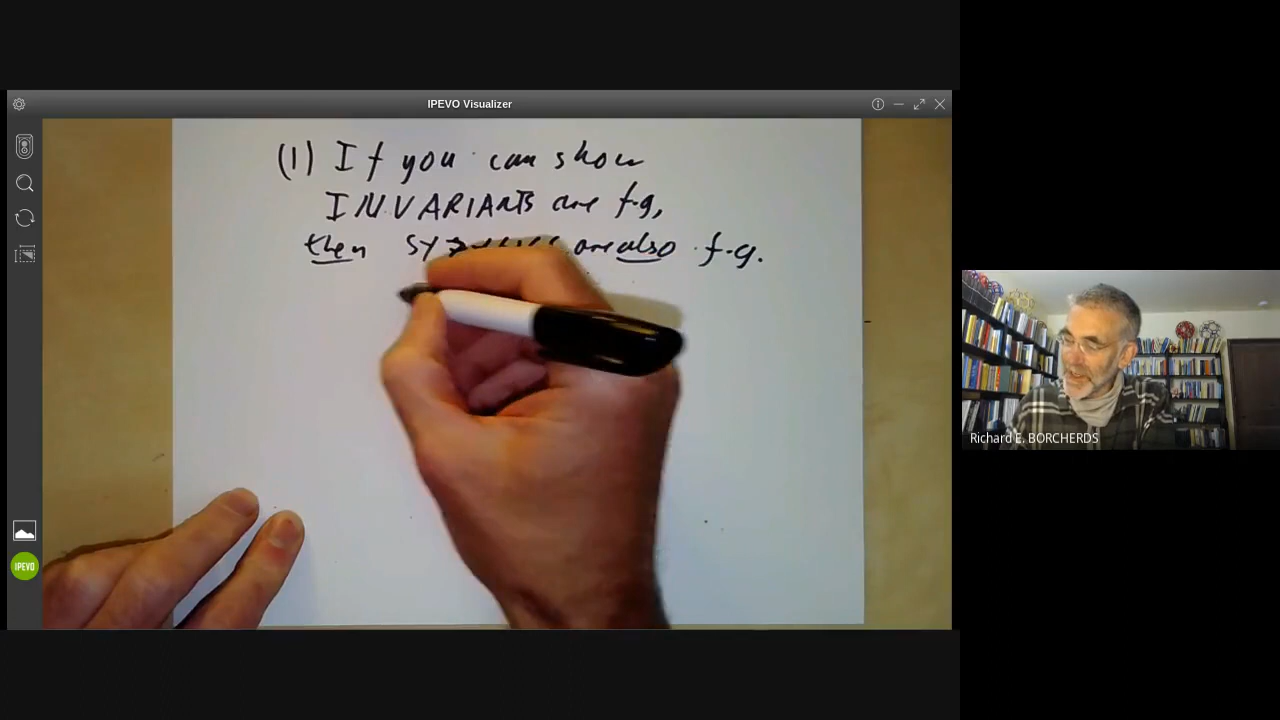 IPEVO Visualizer
(1) If you can show
INVARIANTS are f.g,
then are also f.g.
IPEVO
Richard E. BORCHERDS